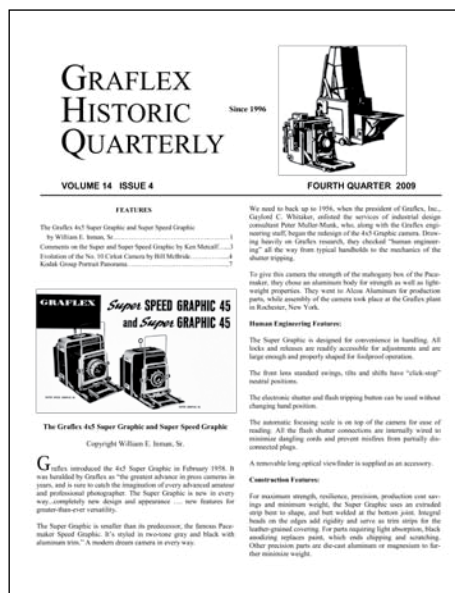 GRAFLEX
HISTORIC
QUARTERLY
Since 1996
VOLUME 14 ISSUE 4
FOURTH QUARTER 2009
FEATURES
The Graflex 4x5 Super Graphic and Super Speed Graphic
by William E. Inman, Sr. 1
Comments on the Super and Super Speed Graphic by Ken Metcalf 3
Evolution of the No. 10 Cirkut Camera by Bill McBride 4
Kodak Group Portrait Panorama 7
GRAFLEX
Super SPEED GRAPHIC 45
and Super GRAPHIC 45
The Graflex 4x5 Super Graphic and Super Speed Graphic
Copyright William E. Inman, Sr.
Graflex introduced the 4x5 Super Graphic in February 1958. It
was heralded by Graflex as "the greatest advance in press cameras in
years, and is sure to catch the imagination of every advanced amateur
and professional photographer. The Super Graphic is new in every
way...completely new design and appearance .... new features for
greater-than-ever versatility.
The Super Graphic is smaller than its predecessor, the famous Pace-
maker Speed Graphic. It's styled in two-tone gray and black with
aluminum trim." A modern dream camera in every way.
We need to back up to 1956, when the president of Graflex, Inc.,
Gaylord C. Whitaker, enlisted the services of industrial design
consultant Peter Muller-Munk, who, along with the Graflex engi-
neering staff, began the redesign of the 4x5 Graphic camera. Draw-
ing heavily on Graflex research, they checked "human engineer-
ing" all the way from typical handholds to the mechanics of the
shutter tripping.
To give this camera the strength of the mahogany box of the Pace-
maker, they chose an aluminum body for strength as well as light-
weight properties. They went to Alcoa Aluminum for production
parts, while assembly of the camera took place at the Graflex plant
in Rochester, New York.
Human Engineering Features:
The Super Graphic is designed for convenience in handling. All
locks and releases are readily accessible for adjustments and are
large enough and properly shaped for foolproof operation.
The front lens standard swings, tilts and shifts have "click-stop"
neutral positions.
The electronic shutter and flash tripping button can be used without
changing hand position.
The automatic focusing scale is on top of the camera for ease of
reading. All the flash shutter connections are internally wired to
minimize dangling cords and prevent misfires from partially dis-
connected plugs.
A removable long optical viewfinder is supplied as an accessory.
Construction Features:
For maximum strength, resilience, precision, production cost sav-
ings and minimum weight, the Super Graphic uses an extruded
strip bent to shape, and butt welded at the bottom joint. Integral
beads on the edges add rigidity and serve as trim strips for the
leather-grained covering. For parts requiring light absorption, black
anodizing replaces paint, which ends chipping and scratching.
Other precision parts are die-cast aluminum or magnesium to fur-
ther minimize weight.